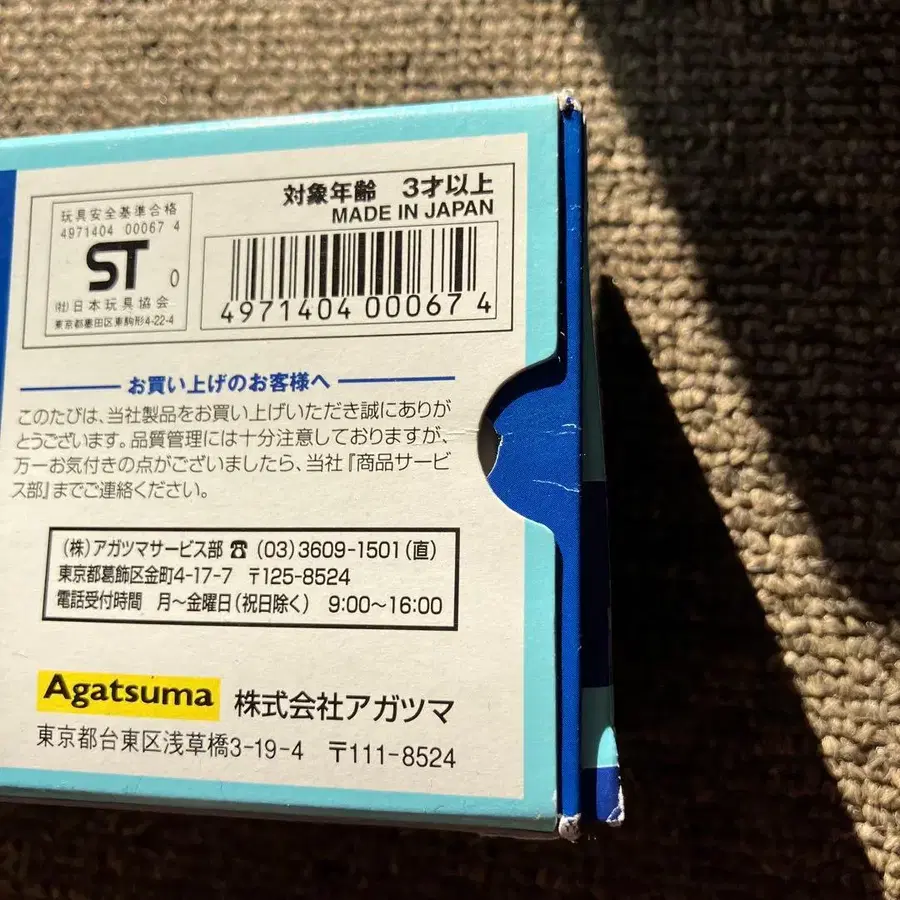 対象年齢 3才以上
MADE IN JAPAN
玩具安全基準合格
4971404 00067 4
ST 0
(社)日本玩具協会
東京都墨田区東駒形4-22-4
4971404 00067 4
お買い上げのお客様へ
このたびは、当社製品をお買い上げいただき誠にありが
とうございます。品質管理には十分注意しておりますが、
万一お気付きの点がございましたら、当社『商品サービ
ス部』までご連絡ください。
(株)アガツマサービス部 ☎ (03)3609-1501(直)
東京都葛飾区金町4-17-7 〒125-8524
電話受付時間 月〜金曜日(祝日除く) 9:00〜16:00
Agatsuma 株式会社アガツマ
東京都台東区浅草橋3-19-4 〒111-8524